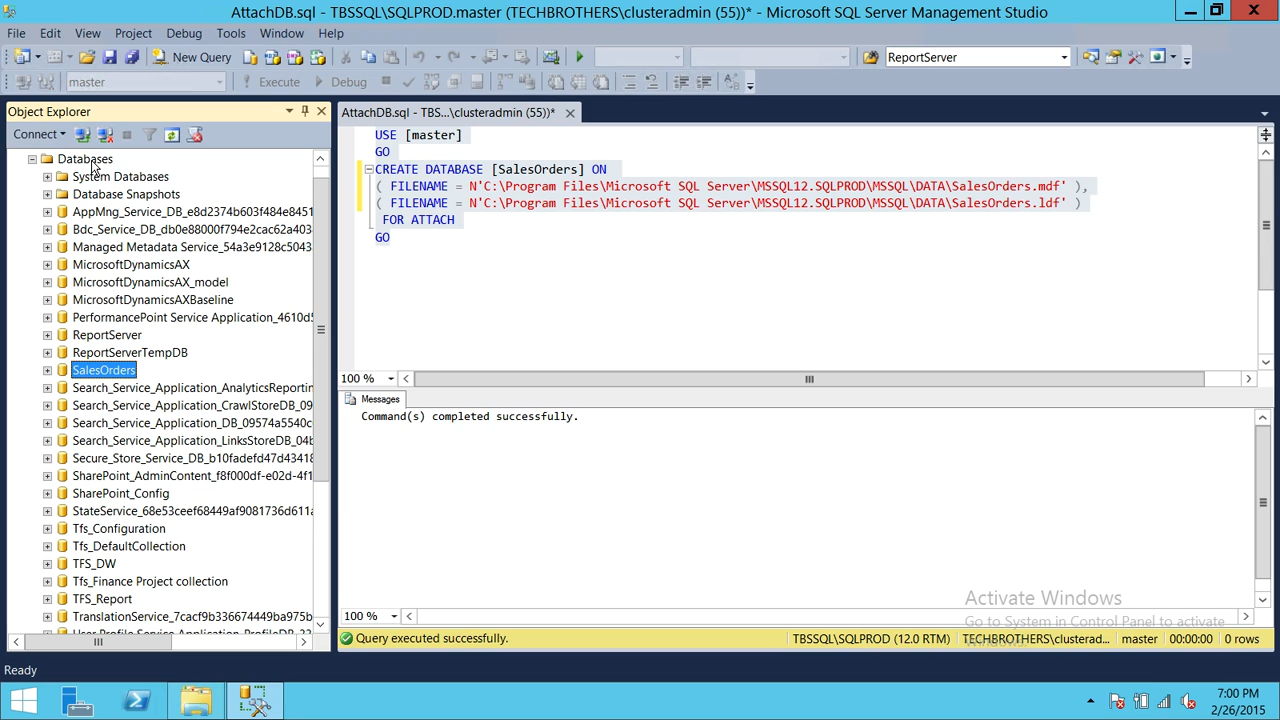 AttachDB.sql - TBSSQL\SQLPROD.master (TECHBROTHERS\clusteradmin (55))* - Microsoft SQL Server Management Studio
File Edit View Project Debug Tools Window Help
New Query
ReportServer
master
Execute
Debug
Object Explorer
Connect
Databases
System Databases
Database Snapshots
AppMng_Service_DB_e8d2374b603f484e8451
Bdc_Service_DB_db0e88000f794e2cac62a403
Managed Metadata Service_54a3e9128c5043
MicrosoftDynamicsAX
MicrosoftDynamicsAX_model
MicrosoftDynamicsAXBaseline
PerformancePoint Service Application_4610d5
ReportServer
ReportServerTempDB
SalesOrders
Search_Service_Application_AnalyticsReportin
Search_Service_Application_CrawlStoreDB_09
Search_Service_Application_DB_09574a5540c
Search_Service_Application_LinksStoreDB_04b
Secure_Store_Service_DB_b10fadefd47d43418
SharePoint_AdminContent_f8f000df-e02d-4f1
SharePoint_Config
StateService_68e53ceef68449af9081736d611a
Tfs_Configuration
Tfs_DefaultCollection
TFS_DW
Tfs_Finance Project collection
TFS_Report
TranslationService_7cacf9b336674449ba975b
AttachDB.sql - TBS...\clusteradmin (55))*
USE [master]
GO
CREATE DATABASE [SalesOrders] ON
( FILENAME = N'C:\Program Files\Microsoft SQL Server\MSSQL12.SQLPROD\MSSQL\DATA\SalesOrders.mdf' ),
( FILENAME = N'C:\Program Files\Microsoft SQL Server\MSSQL12.SQLPROD\MSSQL\DATA\SalesOrders.ldf' )
FOR ATTACH
GO
100 %
Messages
Command(s) completed successfully.
Activate Windows
Go to System in Control Panel to activate
Windows.
100 %
Query executed successfully.
TBSSQL\SQLPROD (12.0 RTM) TECHBROTHERS\clusterad... master 00:00:00 0 rows
Ready
7:00 PM
2/26/2015